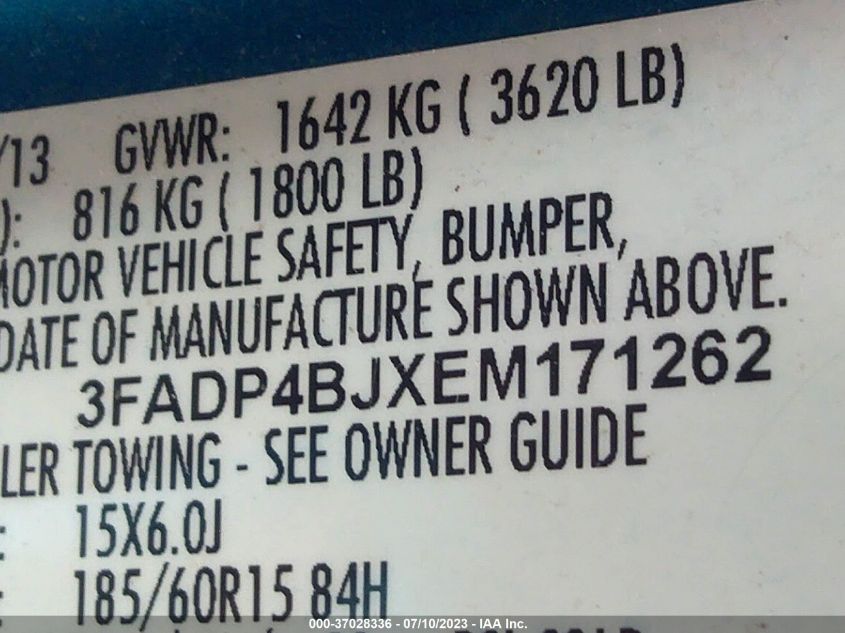 /13 GVWR: 1642 KG ( 3620 LB)
): 816 KG ( 1800 LB)
MOTOR VEHICLE SAFETY, BUMPER,
DATE OF MANUFACTURE SHOWN ABOVE.
3FADP4BJXEM171262
LER TOWING - SEE OWNER GUIDE
: 15X6.0J
: 185/60R15 84H
000-37028336 - 07/10/2023 - IAA Inc.